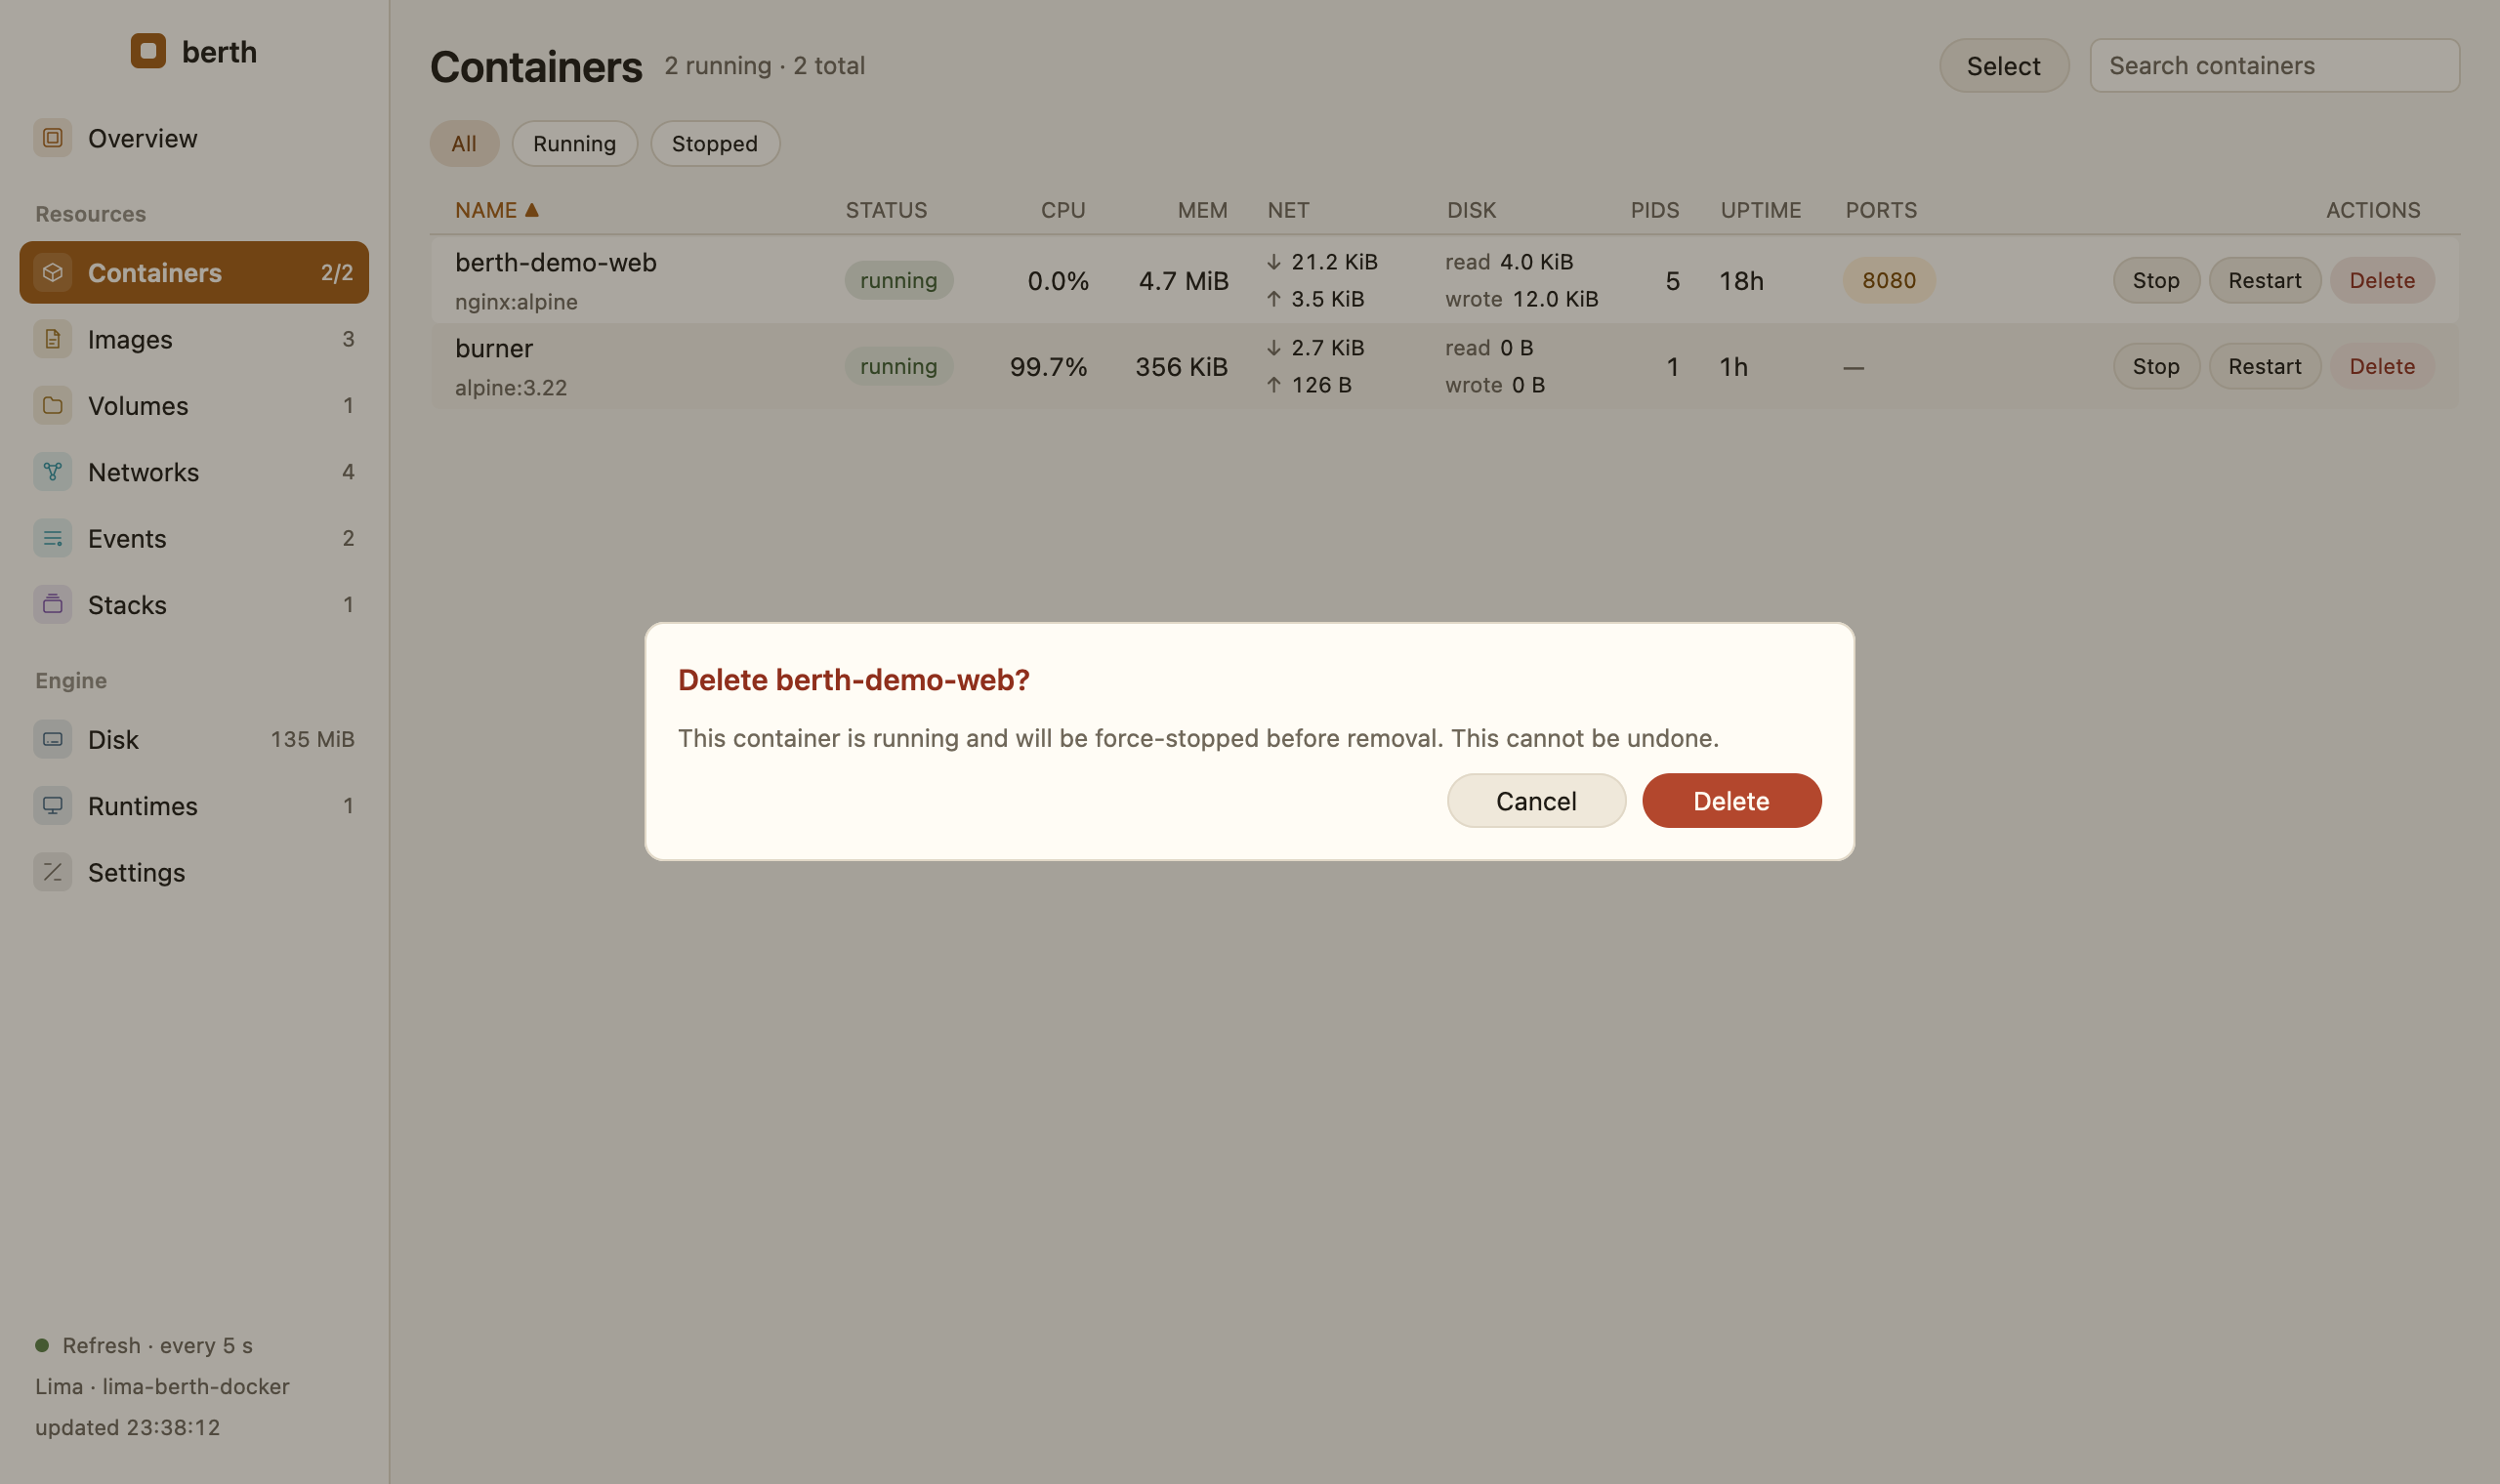 berth
Overview
Resources
Containers 2/2
Images 3
Volumes 1
Networks 4
Events 2
Stacks 1
Engine
Disk 135 MiB
Runtimes 1
Settings
Refresh · every 5 s
Lima · lima-berth-docker
updated 23:38:12
Containers 2 running · 2 total
Select Search containers
All Running Stopped
NAME ▲ STATUS CPU MEM NET DISK PIDS UPTIME PORTS ACTIONS
berth-demo-web
nginx:alpine
running 0.0% 4.7 MiB
↓ 21.2 KiB
↑ 3.5 KiB
read 4.0 KiB
wrote 12.0 KiB
5 18h 8080 Stop Restart Delete
burner
alpine:3.22
running 99.7% 356 KiB
↓ 2.7 KiB
↑ 126 B
read 0 B
wrote 0 B
1 1h — Stop Restart Delete
Delete berth-demo-web?
This container is running and will be force-stopped before removal. This cannot be undone.
Cancel Delete